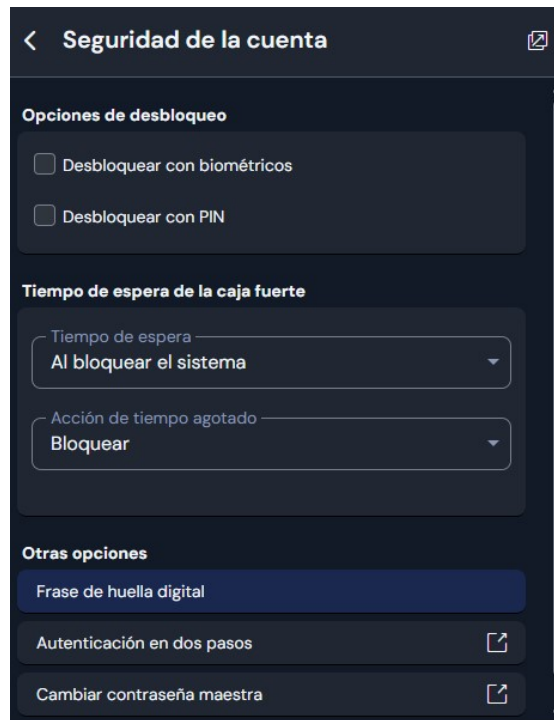 Seguridad de la cuenta
Opciones de desbloqueo
Desbloquear con biométricos
Desbloquear con PIN
Tiempo de espera de la caja fuerte
Tiempo de espera
Al bloquear el sistema
Acción de tiempo agotado
Bloquear
Otras opciones
Frase de huella digital
Autenticación en dos pasos
Cambiar contraseña maestra